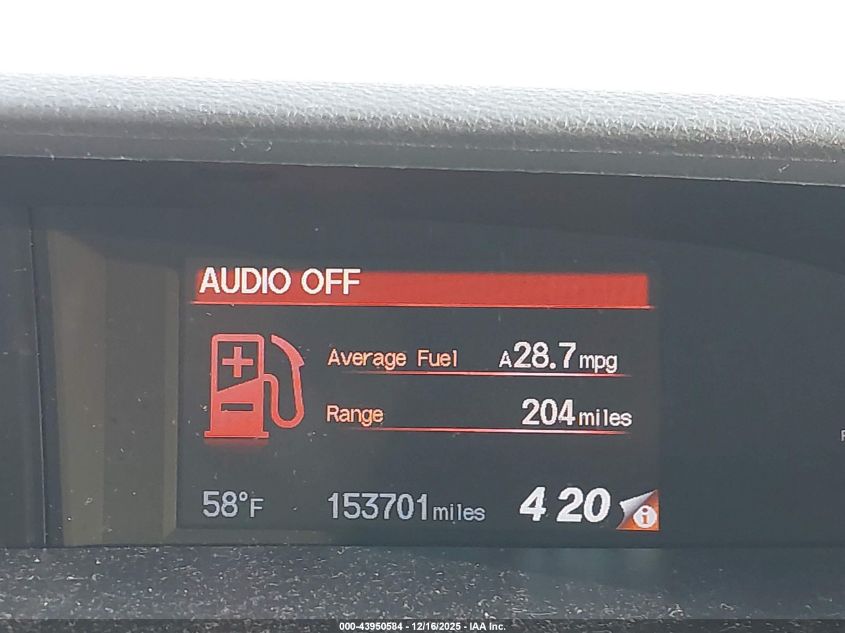 AUDIO OFF
Average Fuel A28.7mpg
Range 204miles
58°F 153701miles 4 20 i
000-43950584 - 12/16/2025 - IAA Inc.